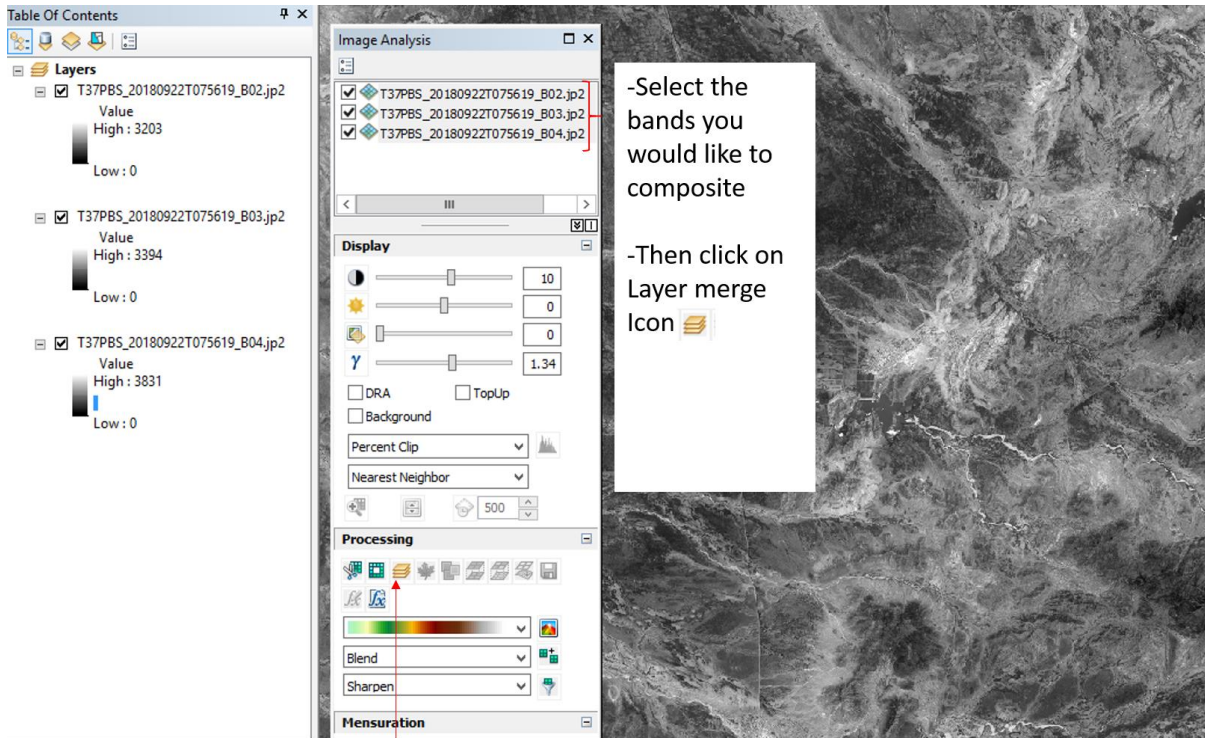 Table Of Contents
Layers
T37PBS_20180922T075619_B02.jp2
Value
High : 3203
Low : 0
T37PBS_20180922T075619_B03.jp2
Value
High : 3394
Low : 0
T37PBS_20180922T075619_B04.jp2
Value
High : 3831
Low : 0
Image Analysis
T37PBS_20180922T075619_B02.jp2
T37PBS_20180922T075619_B03.jp2
T37PBS_20180922T075619_B04.jp2
Display
10
0
0
γ 1.34
DRA TopUp
Background
Percent Clip
Nearest Neighbor
500
Processing
fx
Blend
Sharpen
Mensuration
-Select the
bands you
would like to
composite
-Then click on
Layer merge
Icon